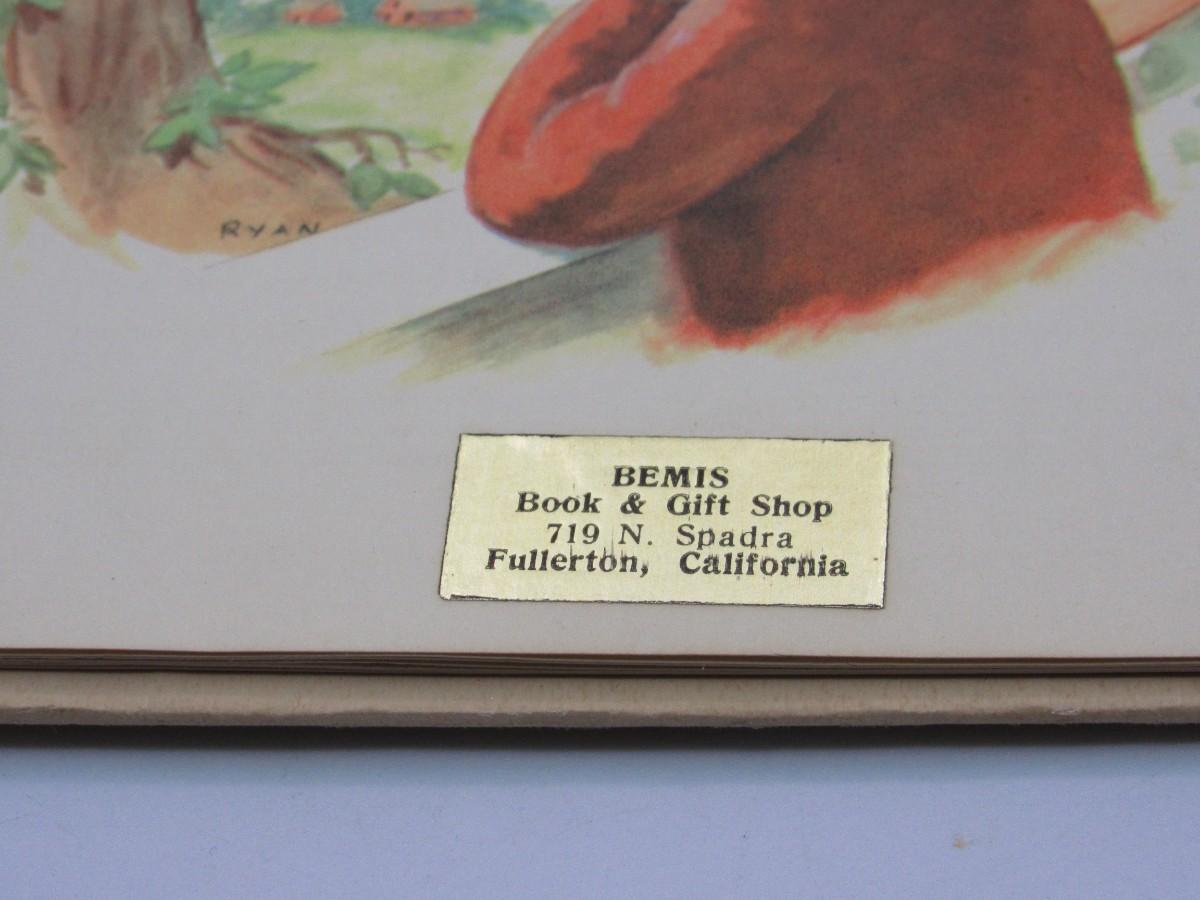 RYAN
BEMIS
Book & Gift Shop
719 N. Spadra
Fullerton, California